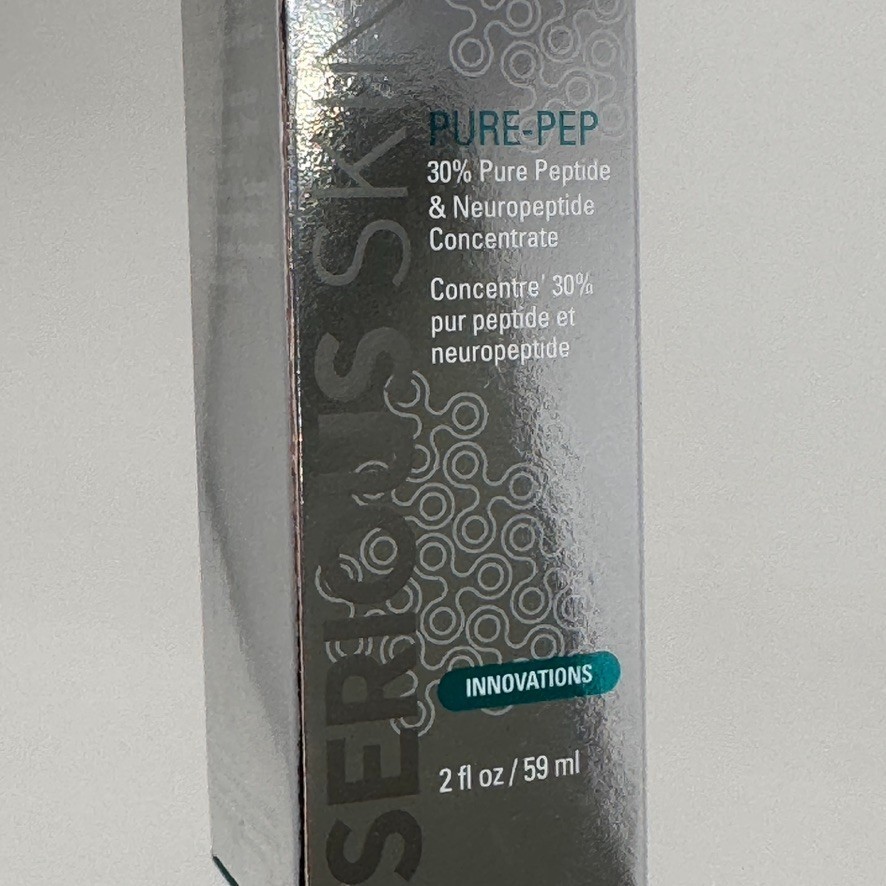 SERIOUS SKIN
PURE-PEP
30% Pure Peptide
& Neuropeptide
Concentrate
Concentre' 30%
pur peptide et
neuropeptide
INNOVATIONS
2 fl oz / 59 ml